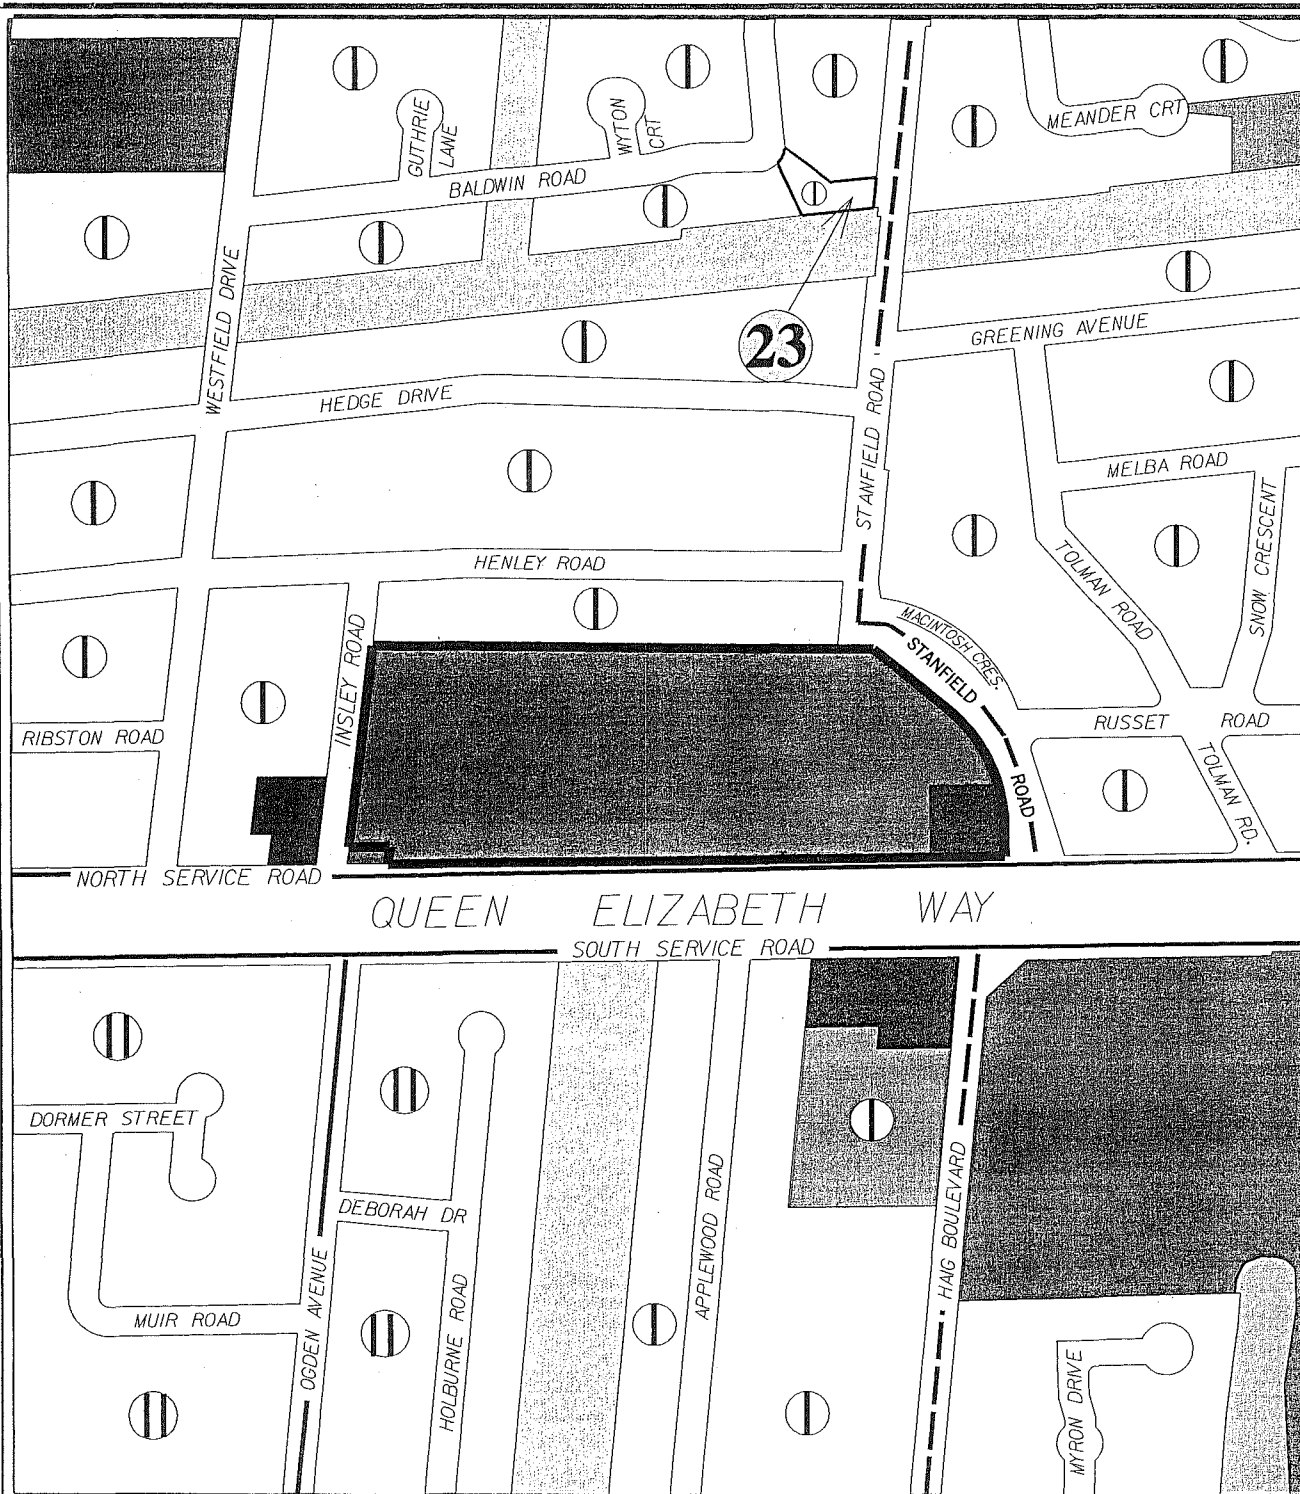 GUTHRIE
LANE
WYTON
CRT
MEANDER CRT
BALDWIN ROAD
WESTFIELD DRIVE
23
GREENING AVENUE
HEDGE DRIVE
STANFIELD ROAD
MELBA ROAD
SNOW CRESCENT
TOLMAN ROAD
HENLEY ROAD
MACINTOSH CRES.
STANFIELD
ROAD
INSLEY ROAD
RIBSTON ROAD
RUSSET ROAD
TOLMAN RD.
NORTH SERVICE ROAD
QUEEN ELIZABETH WAY
SOUTH SERVICE ROAD
DORMER STREET
DEBORAH DR
APPLEWOOD ROAD
HAIG BOULEVARD
OGDEN AVENUE
HOLBURNE ROAD
MUIR ROAD
MYRON DRIVE